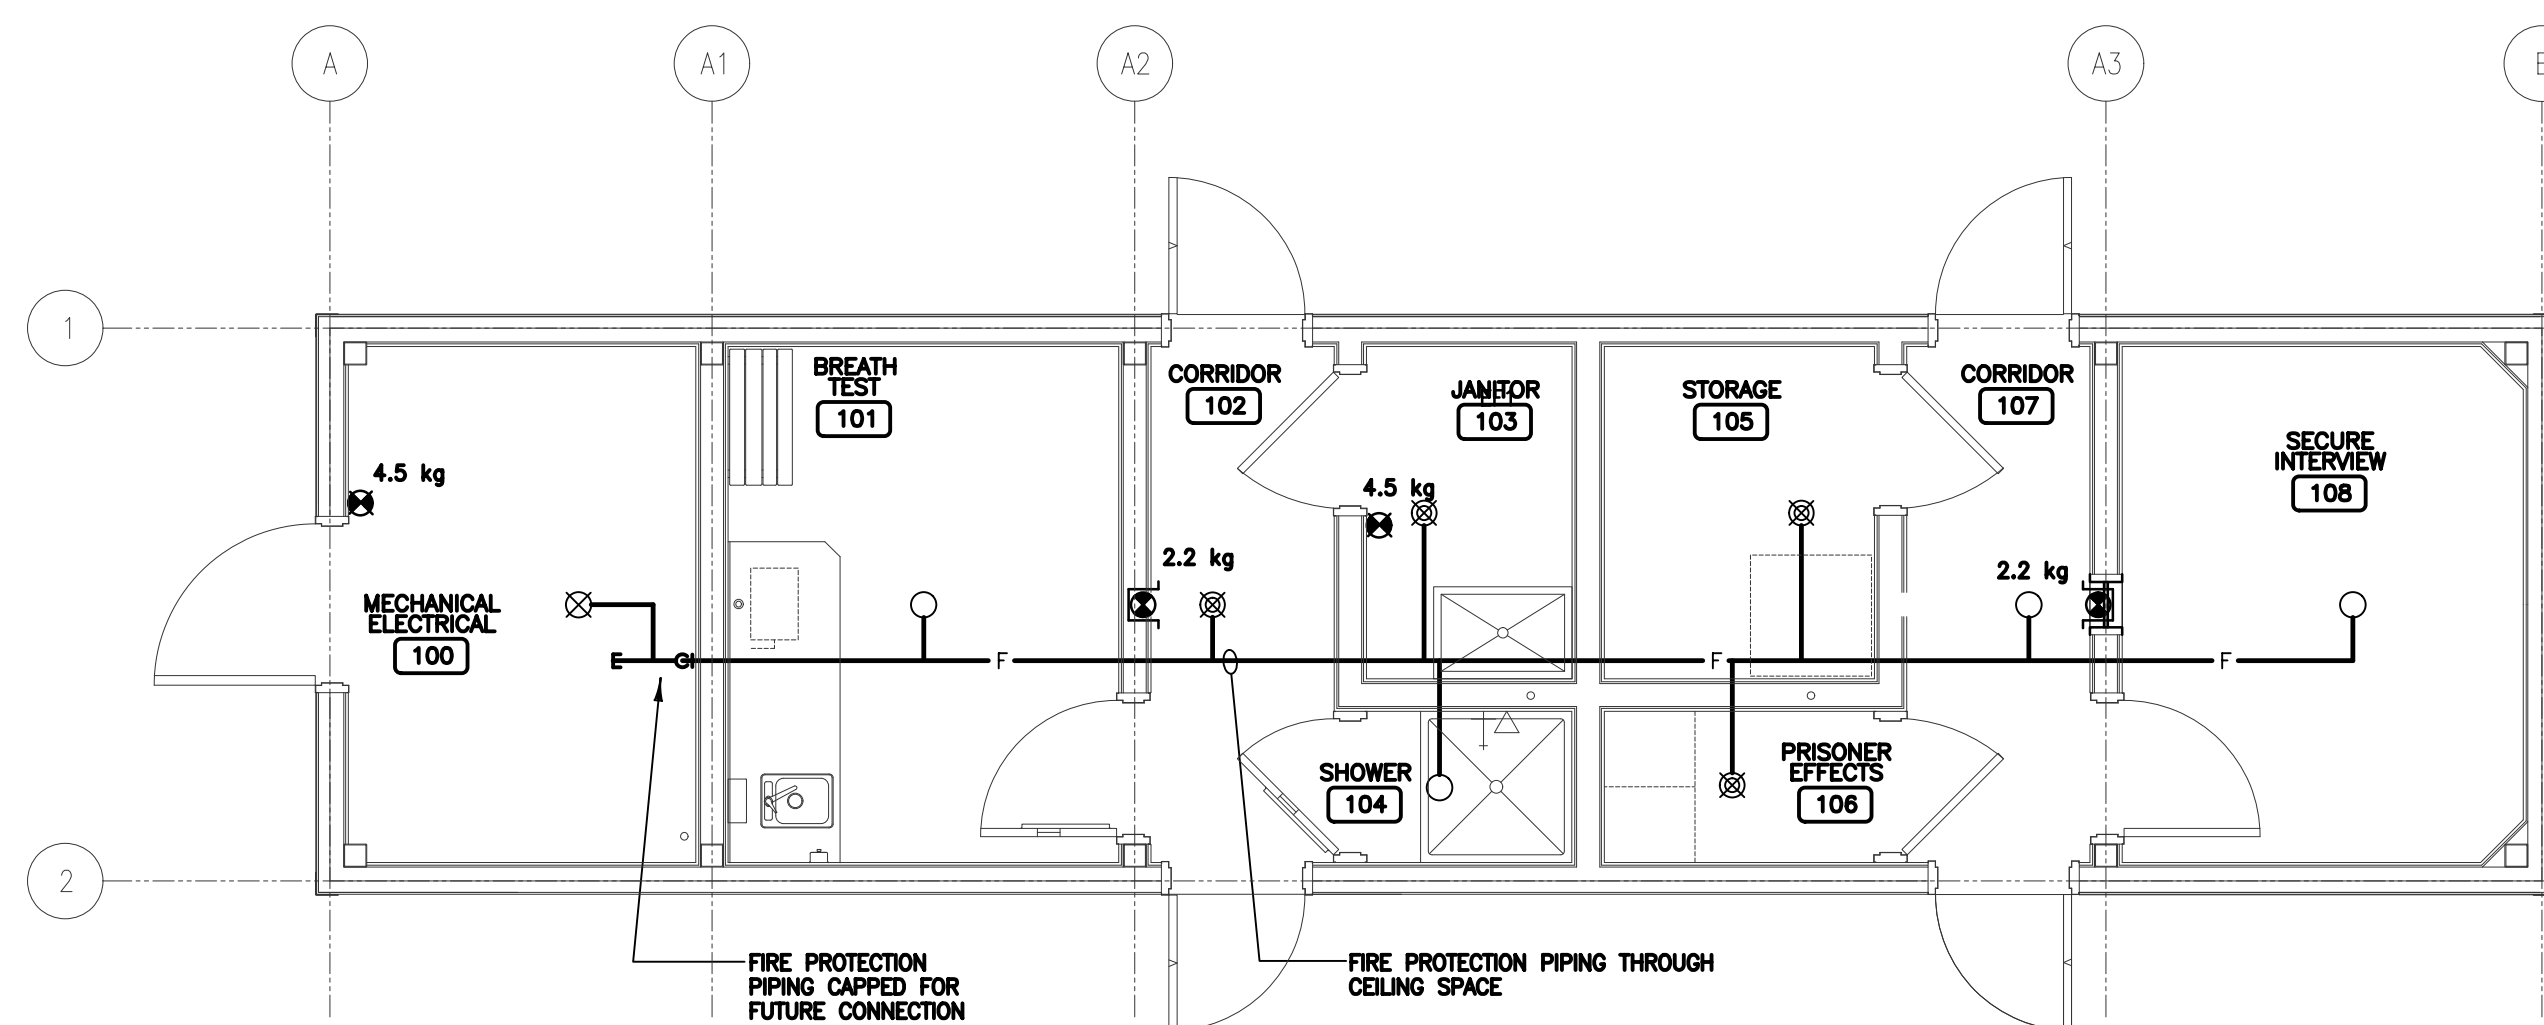 A
A1
A2
A3
1
BREATH
TEST
101
CORRIDOR
102
JANITOR
103
STORAGE
105
CORRIDOR
107
SECURE
INTERVIEW
108
4.5 kg
4.5 kg
2.2 kg
2.2 kg
MECHANICAL
ELECTRICAL
100
F
F
F
SHOWER
104
PRISONER
EFFECTS
106
2
FIRE PROTECTION
PIPING CAPPED FOR
FUTURE CONNECTION
FIRE PROTECTION PIPING THROUGH
CEILING SPACE